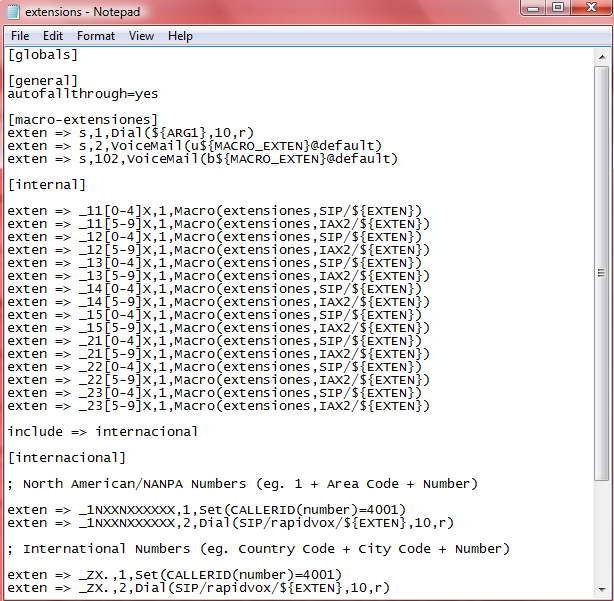 extensions - Notepad
File Edit Format View Help
[globals]
[general]
autofallthrough=yes
[macro-extensiones]
exten => s,1,Dial(${ARG1},10,r)
exten => s,2,VoiceMail(u${MACRO_EXTEN}@default)
exten => s,102,VoiceMail(b${MACRO_EXTEN}@default)
[internal]
exten => _11[0-4]X,1,Macro(extensiones,SIP/${EXTEN})
exten => _11[5-9]X,1,Macro(extensiones,IAX2/${EXTEN})
exten => _12[0-4]X,1,Macro(extensiones,SIP/${EXTEN})
exten => _12[5-9]X,1,Macro(extensiones,IAX2/${EXTEN})
exten => _13[0-4]X,1,Macro(extensiones,SIP/${EXTEN})
exten => _13[5-9]X,1,Macro(extensiones,IAX2/${EXTEN})
exten => _14[0-4]X,1,Macro(extensiones,SIP/${EXTEN})
exten => _14[5-9]X,1,Macro(extensiones,IAX2/${EXTEN})
exten => _15[0-4]X,1,Macro(extensiones,SIP/${EXTEN})
exten => _15[5-9]X,1,Macro(extensiones,IAX2/${EXTEN})
exten => _21[0-4]X,1,Macro(extensiones,SIP/${EXTEN})
exten => _21[5-9]X,1,Macro(extensiones,IAX2/${EXTEN})
exten => _22[0-4]X,1,Macro(extensiones,SIP/${EXTEN})
exten => _22[5-9]X,1,Macro(extensiones,IAX2/${EXTEN})
exten => _23[0-4]X,1,Macro(extensiones,SIP/${EXTEN})
exten => _23[5-9]X,1,Macro(extensiones,IAX2/${EXTEN})
include => internacional
[internacional]
; North American/NANPA Numbers (eg. 1 + Area Code + Number)
exten => _1NXXNXXXXXX,1,Set(CALLERID(number)=4001)
exten => _1NXXNXXXXXX,2,Dial(SIP/rapidvox/${EXTEN},10,r)
; International Numbers (eg. Country Code + City Code + Number)
exten => _ZX.,1,Set(CALLERID(number)=4001)
exten => _ZX.,2,Dial(SIP/rapidvox/${EXTEN},10,r)